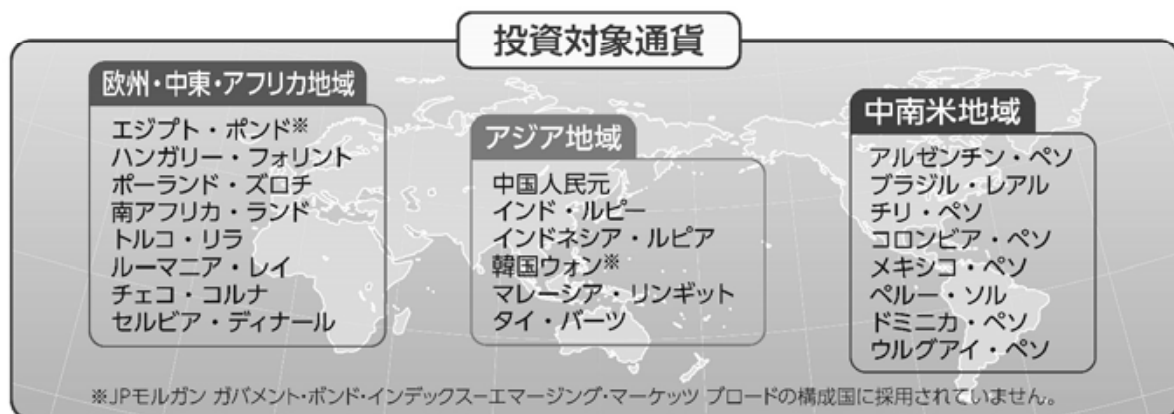 投資対象通貨
欧州・中東・アフリカ地域
エジプト・ポンド※
ハンガリー・フォリント
ポーランド・ズロチ
南アフリカ・ランド
トルコ・リラ
ルーマニア・レイ
チェコ・コルナ
セルビア・ディナール
アジア地域
中国人民元
インド・ルピー
インドネシア・ルピア
韓国ウォン※
マレーシア・リンギット
タイ・バーツ
中南米地域
アルゼンチン・ペソ
ブラジル・レアル
チリ・ペソ
コロンビア・ペソ
メキシコ・ペソ
ペルー・ソル
ドミニカ・ペソ
ウルグアイ・ペソ
※JPモルガン ガバメント・ボンド・インデックスーエマージング・マーケッツ ブロードの構成国に採用されていません。